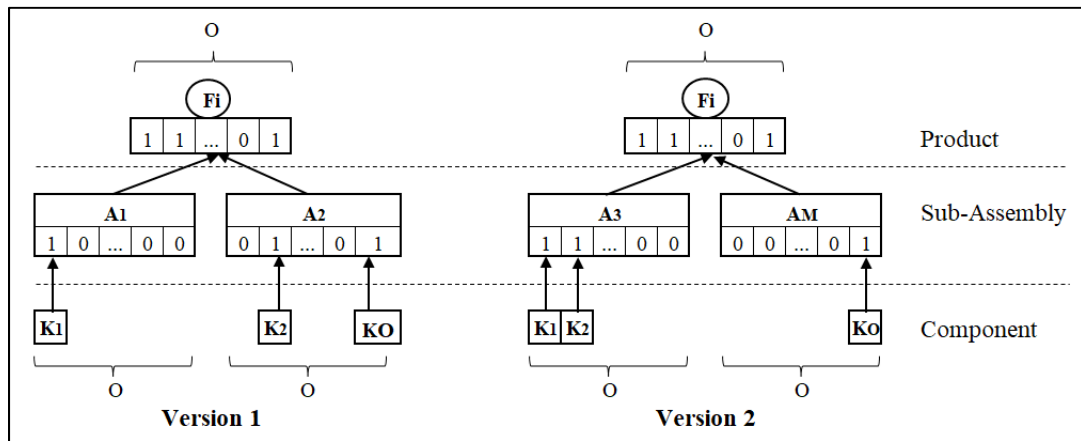 O O
Fi Fi
1 1 ... 0 1 1 1 ... 0 1 Product
A1 A2 A3 AM Sub-Assembly
1 0 ... 0 0 0 1 ... 0 1 1 1 ... 0 0 0 0 ... 0 1
K1 K2 KO K1 K2 KO Component
O O O O
Version 1 Version 2